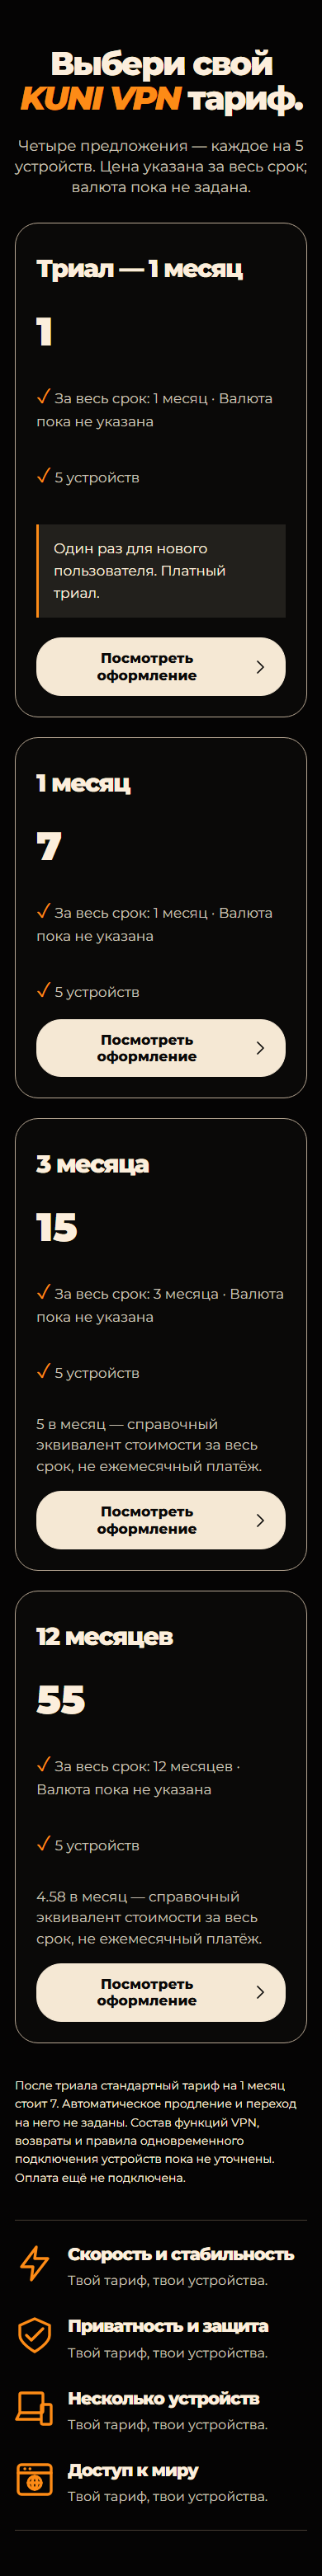 Выбери свой
KUNI VPN тариф.
Четыре предложения — каждое на 5
устройств. Цена указана за весь срок;
валюта пока не задана.
Триал — 1 месяц
1
✓ За весь срок: 1 месяц · Валюта
пока не указана
✓ 5 устройств
Один раз для нового
пользователя. Платный
триал.
Посмотреть
оформление
1 месяц
7
✓ За весь срок: 1 месяц · Валюта
пока не указана
✓ 5 устройств
Посмотреть
оформление
3 месяца
15
✓ За весь срок: 3 месяца · Валюта
пока не указана
✓ 5 устройств
5 в месяц — справочный
эквивалент стоимости за весь
срок, не ежемесячный платёж.
Посмотреть
оформление
12 месяцев
55
✓ За весь срок: 12 месяцев ·
Валюта пока не указана
✓ 5 устройств
4.58 в месяц — справочный
эквивалент стоимости за весь
срок, не ежемесячный платёж.
Посмотреть
оформление
После триала стандартный тариф на 1 месяц
стоит 7. Автоматическое продление и переход
на него не заданы. Состав функций VPN,
возвраты и правила одновременного
подключения устройств пока не уточнены.
Оплата ещё не подключена.
Скорость и стабильность
Твой тариф, твои устройства.
Приватность и защита
Твой тариф, твои устройства.
Несколько устройств
Твой тариф, твои устройства.
Доступ к миру
Твой тариф, твои устройства.